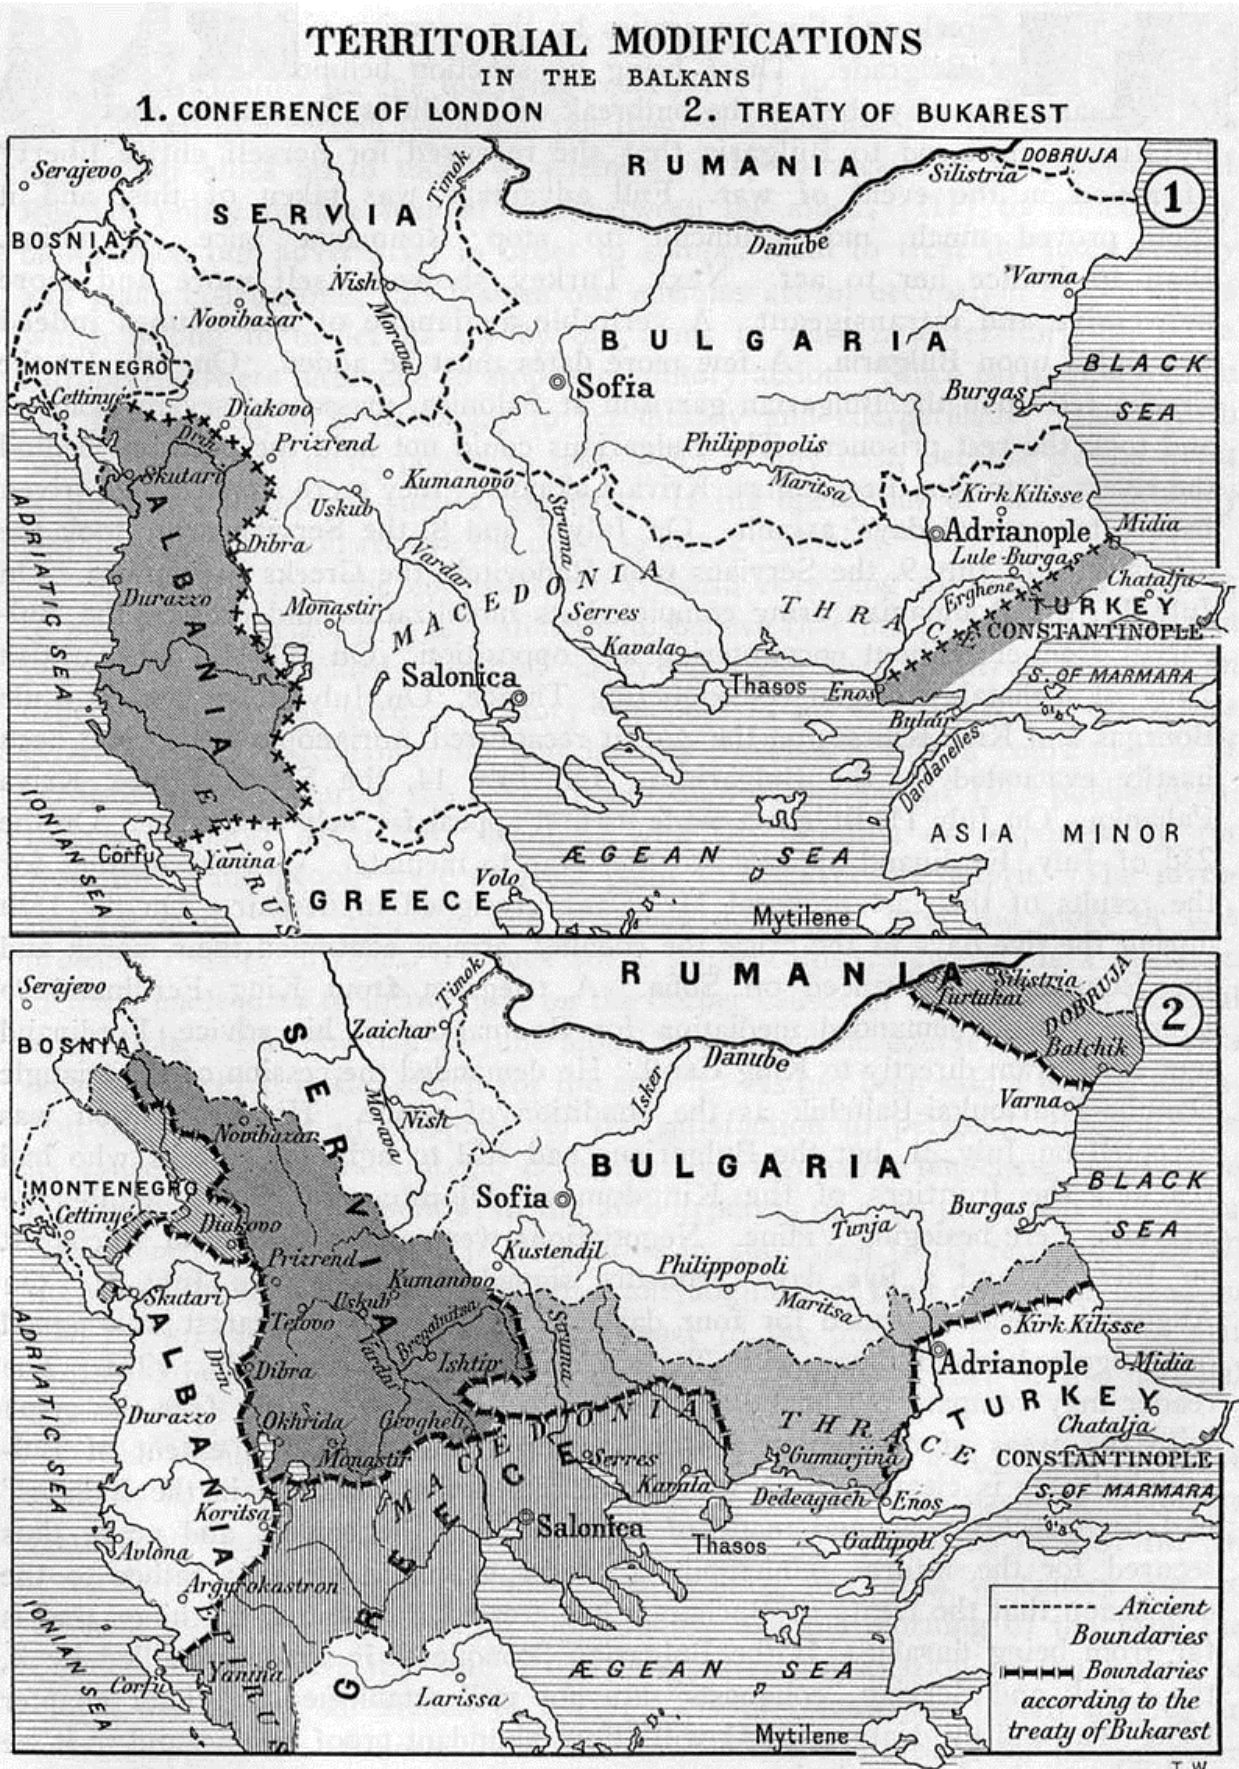 TERRITORIAL MODIFICATIONS
IN THE BALKANS
1. CONFERENCE OF LONDON 2. TREATY OF BUKAREST
1
Serajevo
SERVIA
Timok
RUMANIA
Silistria
DOBRUJA
BOSNIA
Danube
Nish
Varna
Novibazar
Morava
BULGARIA
BLACK
SEA
MONTENEGRO
Sofia
Burgas
Cettinyé
Diakovo
Drin
Prizrend
Philippopolis
Skutari
Kumanovo
Maritsa
Kirk Kilisse
ADRIATIC SEA
Uskub
Struma
Adrianople
Midia
ALBANIA
Dibra
Vardar
Lule-Burgas
Chatalja
Durazzo
Monastir
MACEDONIA
Serres
THRACE
Erghene
TURKEY
CONSTANTINOPLE
Kavala
Salonica
Thasos
Enos
S. OF MARMARA
Bulair
Dardanelles
IONIAN SEA
EPIRUS
Corfu
Yanina
ÆGEAN SEA
ASIA MINOR
GREECE
Volo
Mytilene
2
Serajevo
SERVIA
Zaichar
Timok
RUMANIA
Silistria
Turtukai
DOBRUJA
Baltchik
BOSNIA
Danube
Isker
Varna
Morava
Nish
Novibazar
BULGARIA
BLACK
SEA
MONTENEGRO
Cettinyé
Sofia
Diakovo
Burgas
Tunja
Prizrend
Kustendil
Philippopoli
Kumanovo
Maritsa
Skutari
Uskub
Tetovo
Bregalnitsa
Struma
Kirk Kilisse
ADRIATIC SEA
ALBANIA
Drin
Vardar
Ishtip
Adrianople
Midia
Dibra
Durazzo
Okhrida
Gevgheli
MACEDONIA
THRACE
TURKEY
Chatalja
Monastir
Serres
Gumurjina
CONSTANTINOPLE
Kavala
Dedeagach
Enos
S. OF MARMARA
Koritsa
Salonica
Thasos
Gallipoli
Avlona
Argyrokastron
GREECE
IONIAN SEA
EPIRUS
Corfu
Yanina
Larissa
ÆGEAN SEA
Mytilene
Ancient
Boundaries
Boundaries
according to the
treaty of Bukarest
T. W.